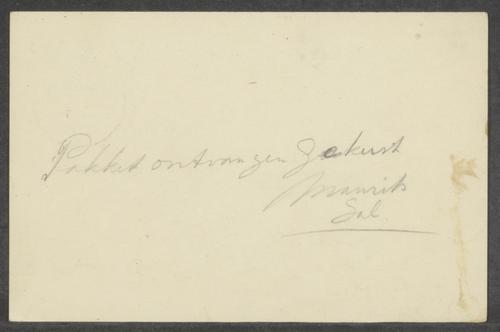 Pakket ontvangen gekust
Maurits
Sal